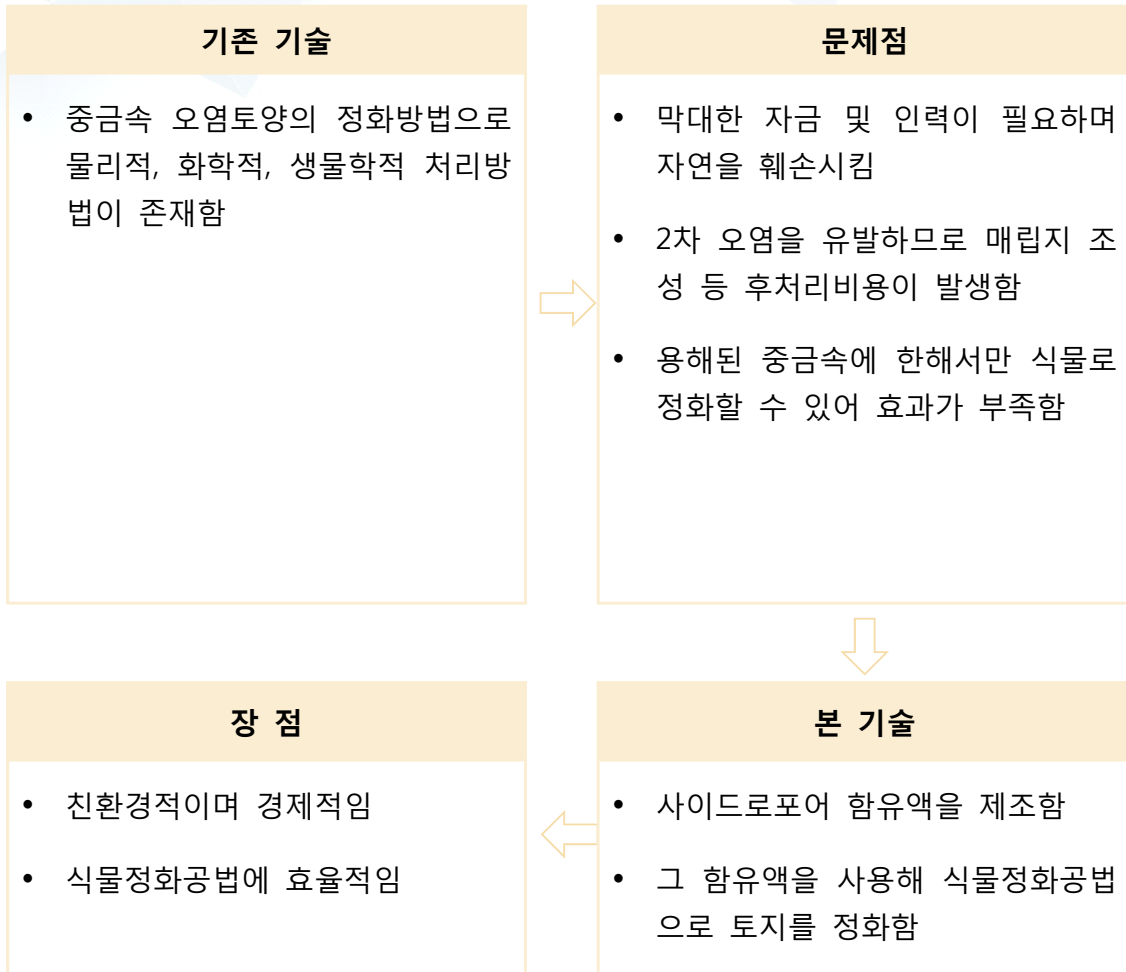 기존 기술
• 중금속 오염토양의 정화방법으로
물리적, 화학적, 생물학적 처리방
법이 존재함
문제점
• 막대한 자금 및 인력이 필요하며
자연을 훼손시킴
• 2차 오염을 유발하므로 매립지 조
성 등 후처리비용이 발생함
• 용해된 중금속에 한해서만 식물로
정화할 수 있어 효과가 부족함
본 기술
• 사이드로포어 함유액을 제조함
• 그 함유액을 사용해 식물정화공법
으로 토지를 정화함
장 점
• 친환경적이며 경제적임
• 식물정화공법에 효율적임